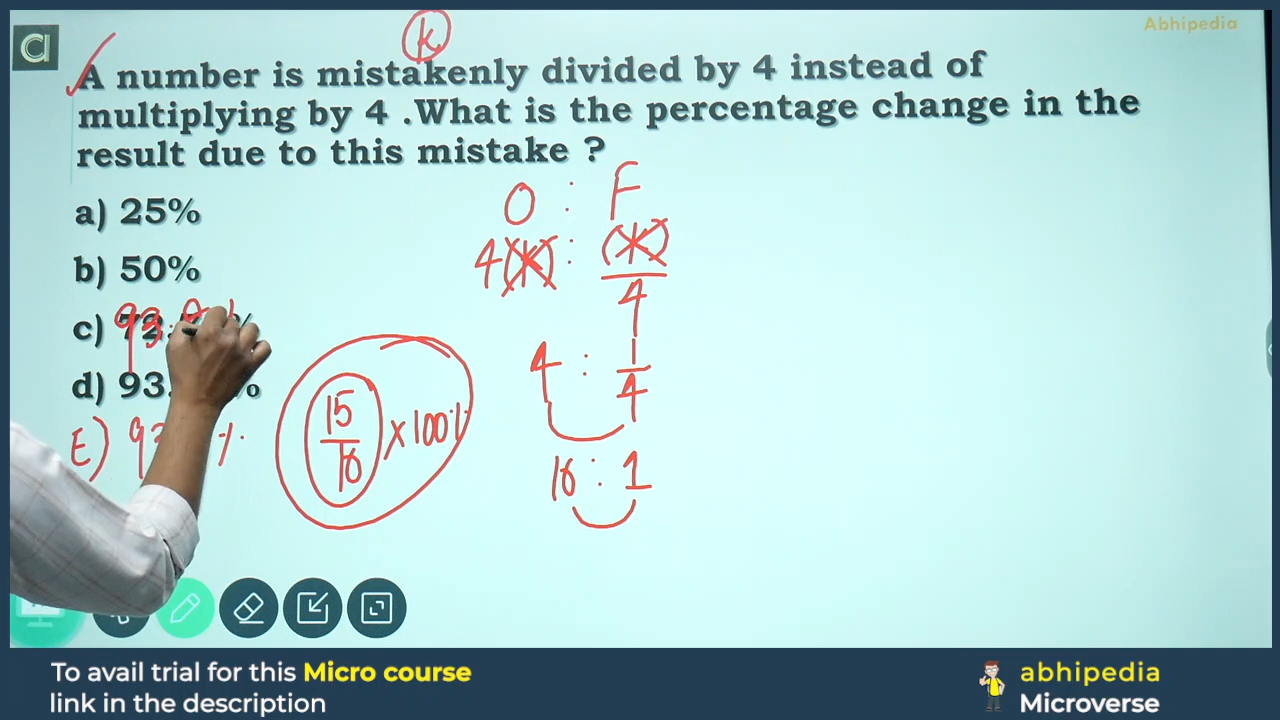 Abhipedia
a
k
A number is mistakenly divided by 4 instead of
multiplying by 4 .What is the percentage change in the
result due to this mistake ?
O : F
a) 25%
4(k) : (k)/4
b) 50%
c)
4 : 1/4
d) 93. %
15/16 × 100%
E) %
16 : 1
To avail trial for this Micro course
link in the description
abhipedia
Microverse